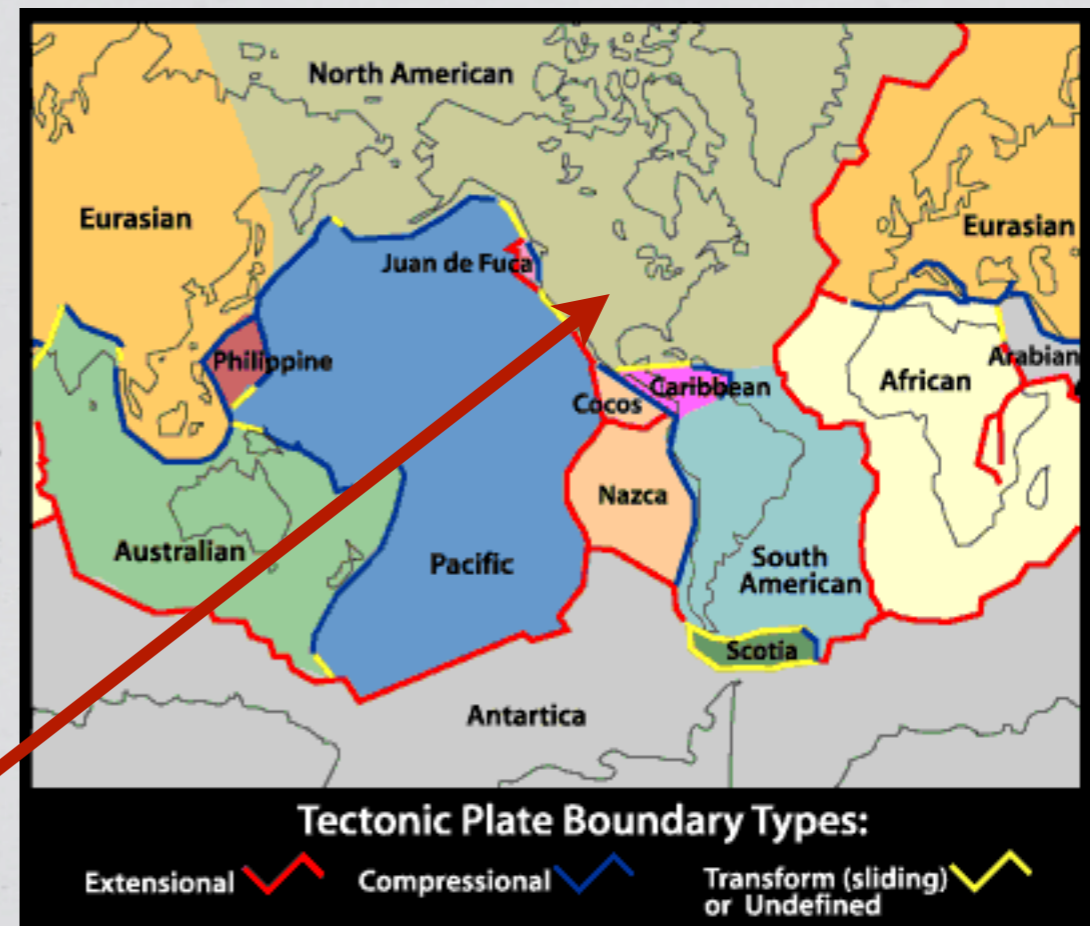 North American
Eurasian
Eurasian
Juan de Fuca
Philippine
Arabian
Caribbean
African
Cocos
Nazca
Australian
Pacific
South
American
Scotia
Antartica
Tectonic Plate Boundary Types:
Extensional
Compressional
Transform (sliding)
or Undefined